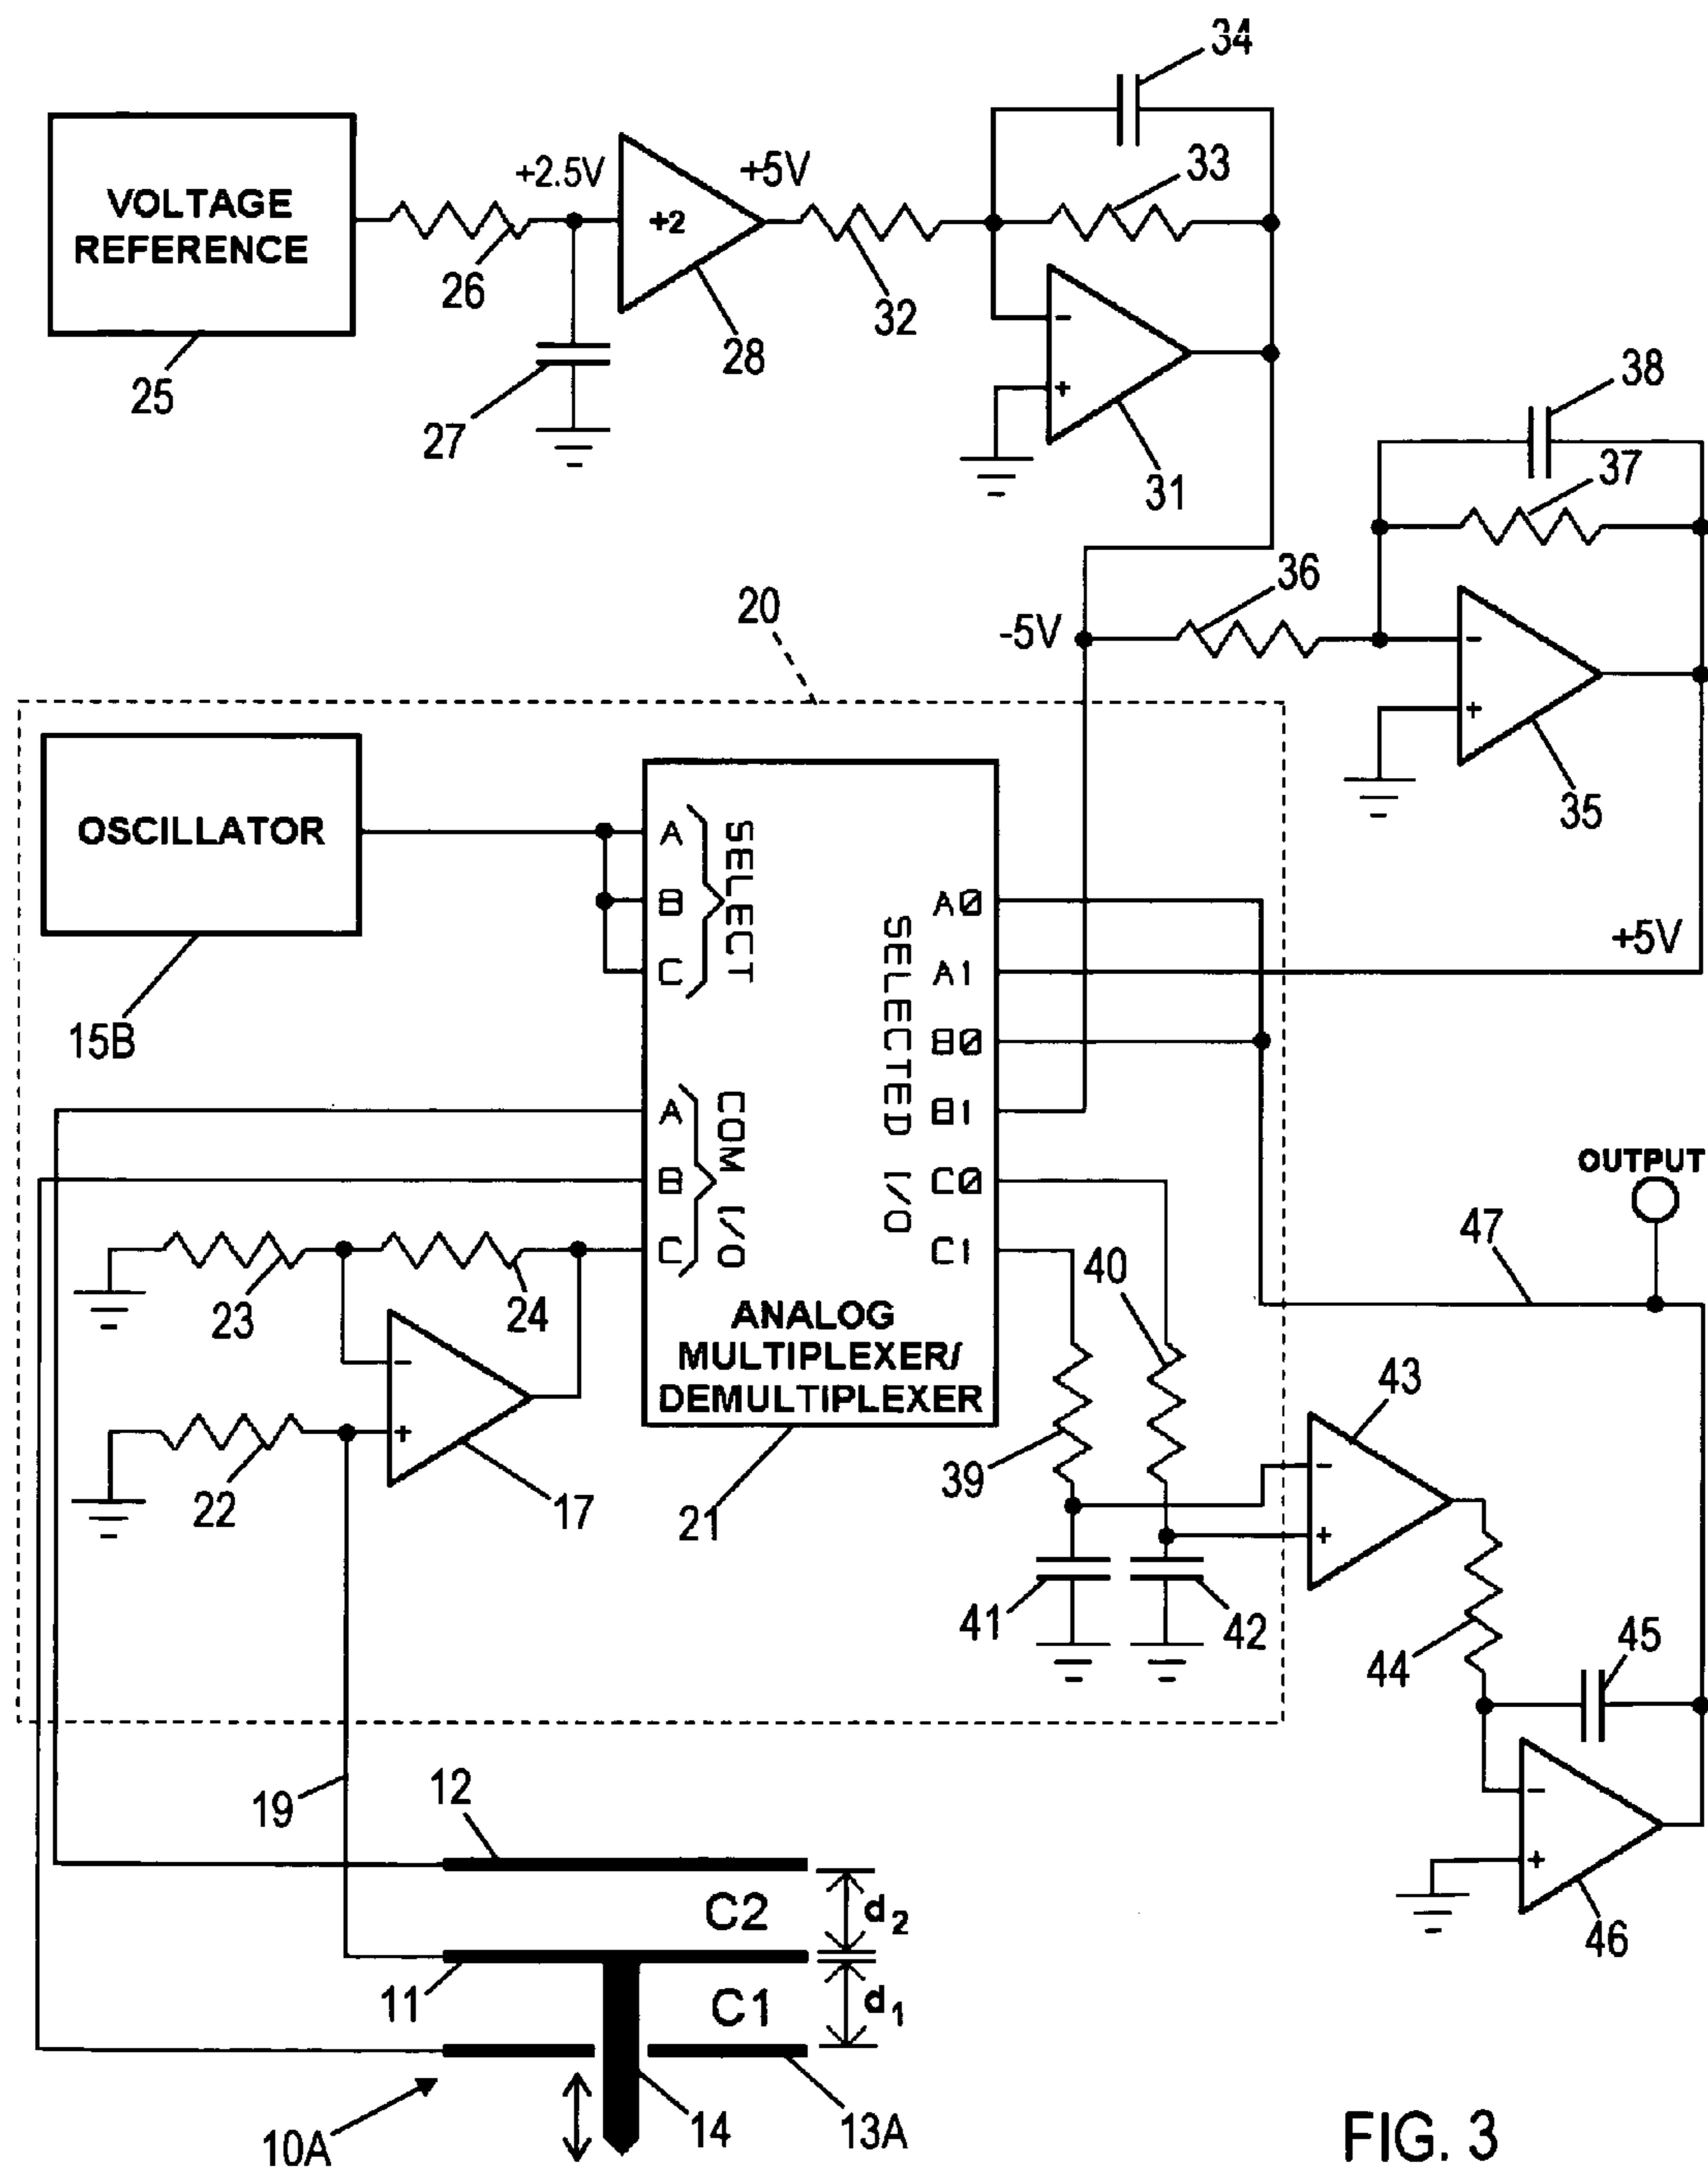 34
+2.5V
+5V
33
VOLTAGE
REFERENCE
+2
26
32
28
-
+
25
27
31
38
37
36
20
-5V
-
+
35
OSCILLATOR
A
B
C
SELECT
A0
A1
B0
B1
C0
C1
SELECTED I/O
+5V
15B
A
B
C
COM I/O
OUTPUT
47
40
23
24
ANALOG
MULTIPLEXER/
DEMULTIPLEXER
-
+
43
22
17
21
39
-
+
41
42
44
45
19
12
-
+
46
C2
d2
11
C1
d1
10A
14
13A
FIG. 3